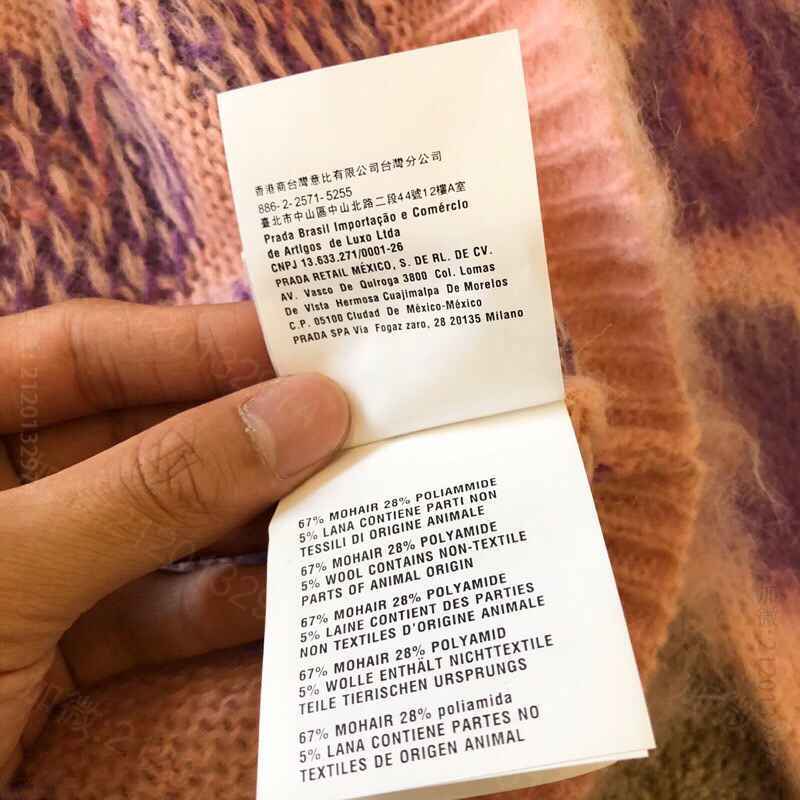 香港商台灣意比有限公司台灣分公司
886-2-2571-5255
臺北市中山區中山北路二段44號12樓A室
Prada Brasil Importação e Comércio
de Artigos de Luxo Ltda
CNPJ 13.633.271/0001-26
PRADA RETAIL MÉXICO, S. DE RL. DE CV.
AV. Vasco De Quiroga 3800 Col. Lomas
De Vista Hermosa Cuajimalpa De Morelos
C.P. 05100 Ciudad De México-México
PRADA SPA Via Fogaz zaro, 28 20135 Milano
67% MOHAIR 28% POLIAMMIDE
5% LANA CONTIENE PARTI NON
TESSILI DI ORIGINE ANIMALE
67% MOHAIR 28% POLYAMIDE
5% WOOL CONTAINS NON-TEXTILE
PARTS OF ANIMAL ORIGIN
67% MOHAIR 28% POLYAMIDE
5% LAINE CONTIENT DES PARTIES
NON TEXTILES D'ORIGINE ANIMALE
67% MOHAIR 28% POLYAMID
5% WOLLE ENTHÄLT NICHTTEXTILE
TEILE TIERISCHEN URSPRUNGS
67% MOHAIR 28% poliamida
5% LANA CONTIENE PARTES NO
TEXTILES DE ORIGEN ANIMAL